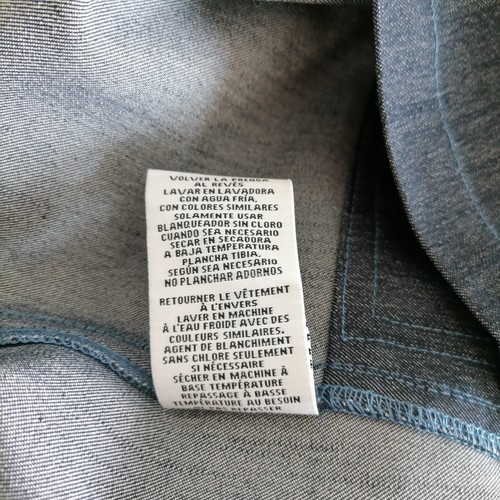 VOLVER LA PRENDA
AL REVÉS
LAVAR EN LAVADORA
CON AGUA FRÍA,
CON COLORES SIMILARES
SOLAMENTE USAR
BLANQUEADOR SIN CLORO
CUANDO SEA NECESARIO
SECAR EN SECADORA
A BAJA TEMPERATURA
PLANCHA TIBIA.
SEGÚN SEA NECESARIO
NO PLANCHAR ADORNOS
RETOURNER LE VÊTEMENT
À L'ENVERS
LAVER EN MACHINE
À L'EAU FROIDE AVEC DES
COULEURS SIMILAIRES.
AGENT DE BLANCHIMENT
SANS CHLORE SEULEMENT
SI NÉCESSAIRE
SÉCHER EN MACHINE À
BASE TEMPÉRATURE
REPASSAGE À BASSE
TEMPÉRATURE AU BESOIN
PAS REPASSER